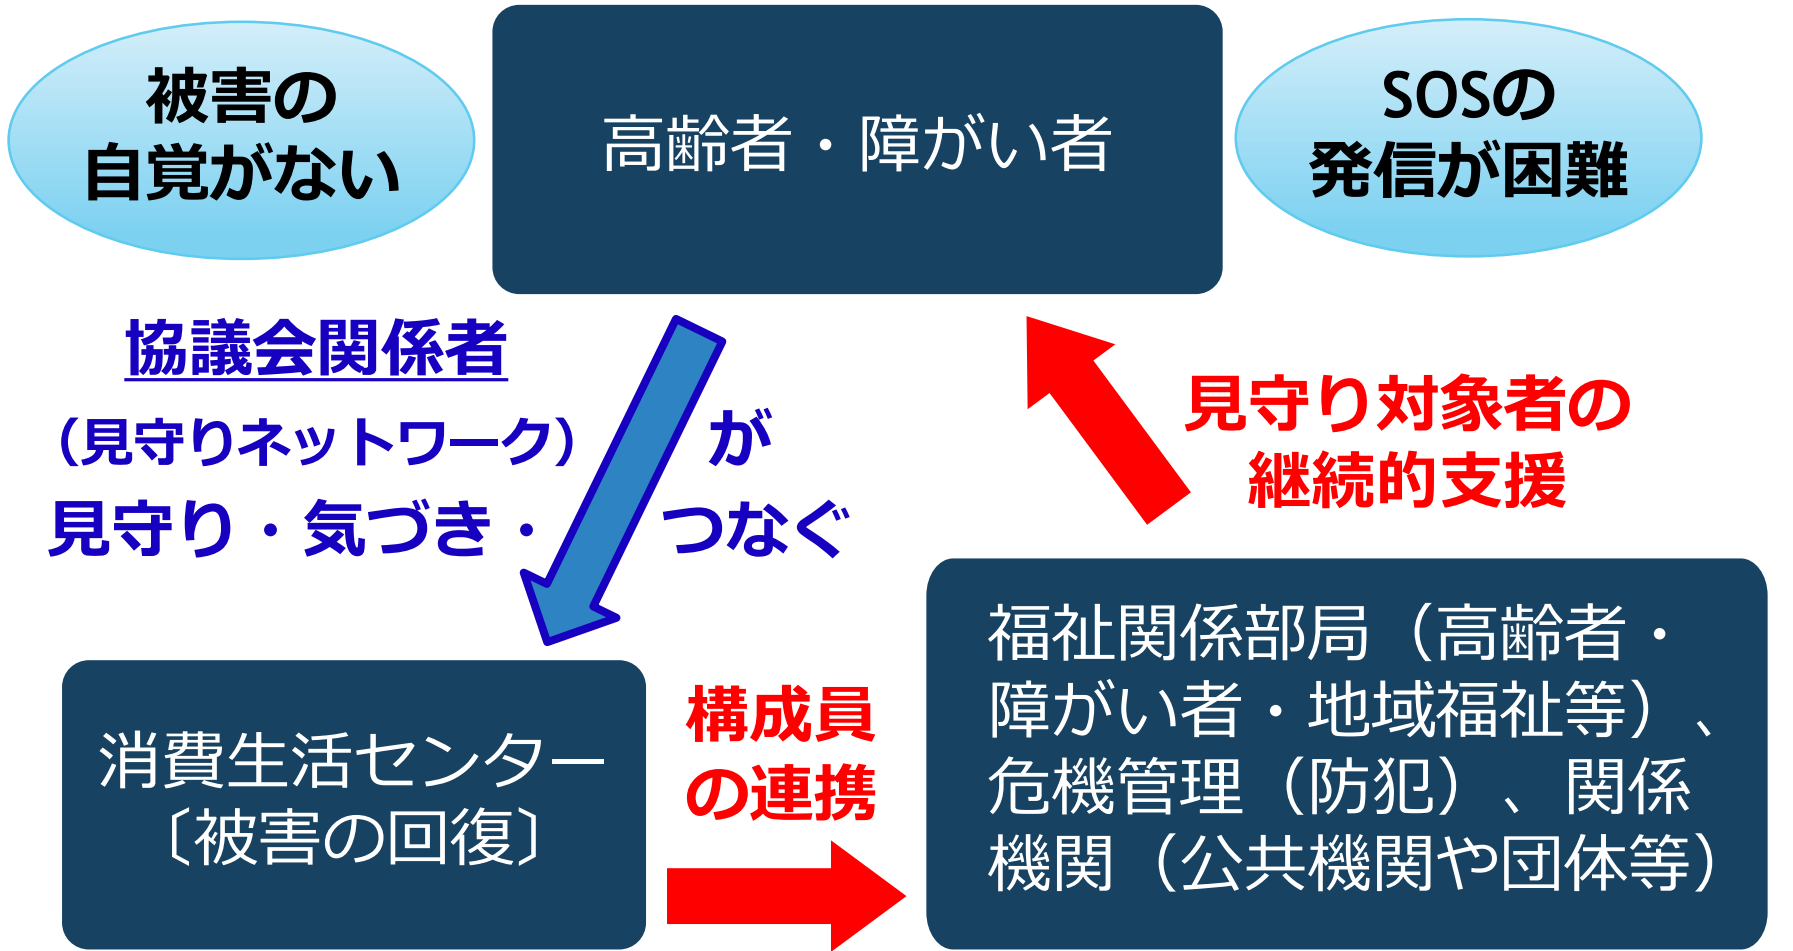 被害の
自覚がない
高齢者・障がい者
SOSの
発信が困難
協議会関係者
（見守りネットワーク）　が
見守り・気づき・　つなぐ
見守り対象者の
継続的支援
消費生活センター
〔被害の回復〕
構成員
の連携
福祉関係部局（高齢者・
障がい者・地域福祉等）、
危機管理（防犯）、関係
機関（公共機関や団体等）